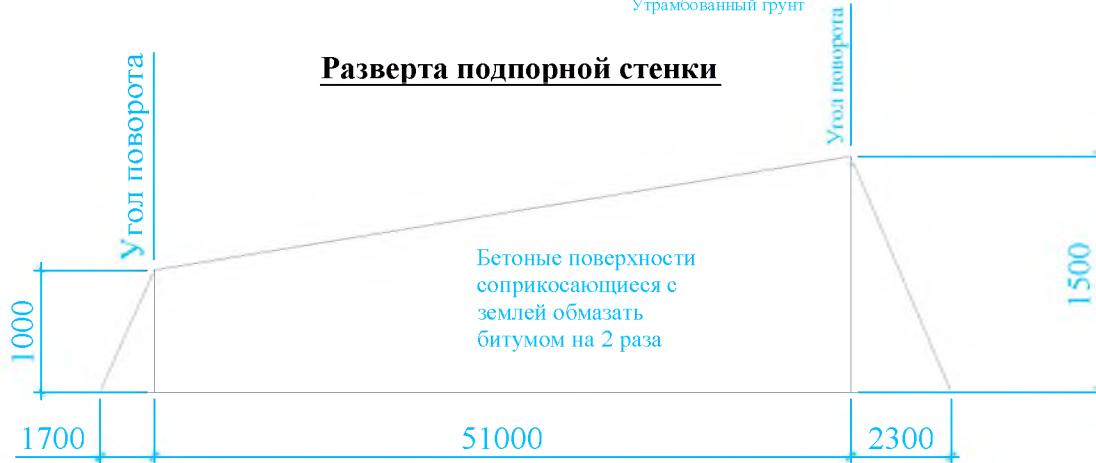 Утрамбованный грунт
Угол поворота
Разверта подпорной стенки
Угол поворота
Бетоные поверхности
соприкосающиеся с
землей обмазать
битумом на 2 раза
1000
1500
1700
51000
2300